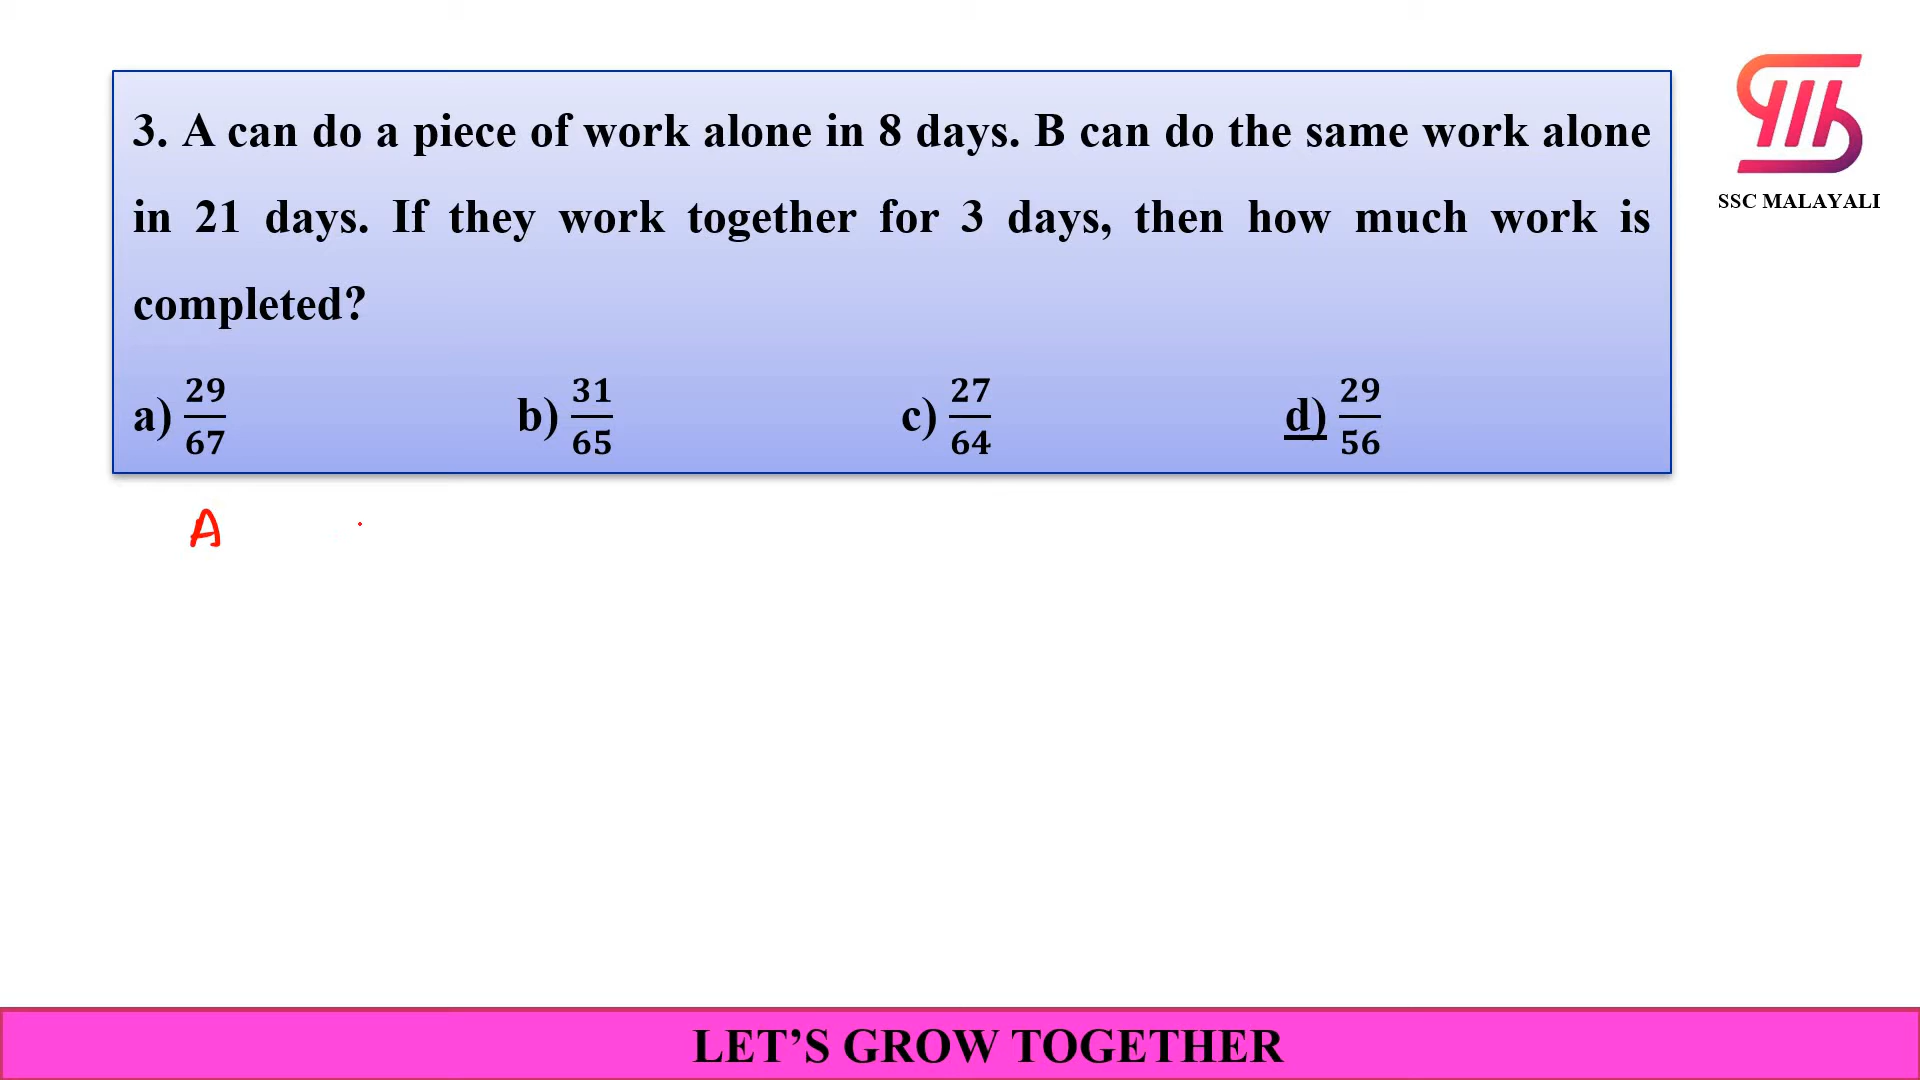 3. A can do a piece of work alone in 8 days. B can do the same work alone
in 21 days. If they work together for 3 days, then how much work is
completed?
a) 29/67 b) 31/65 c) 27/64 d) 29/56
SSC MALAYALI
A
LET’S GROW TOGETHER